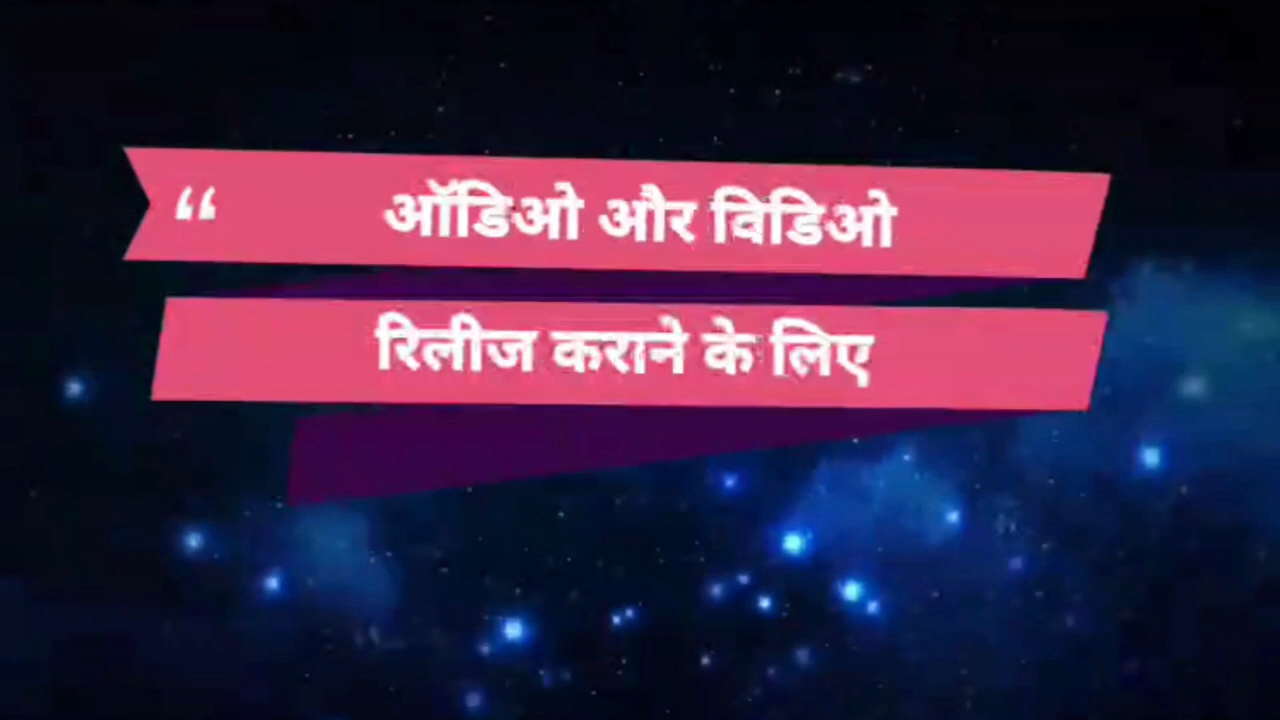 “ ऑडिओ और विडिओ
रिलीज कराने के लिए